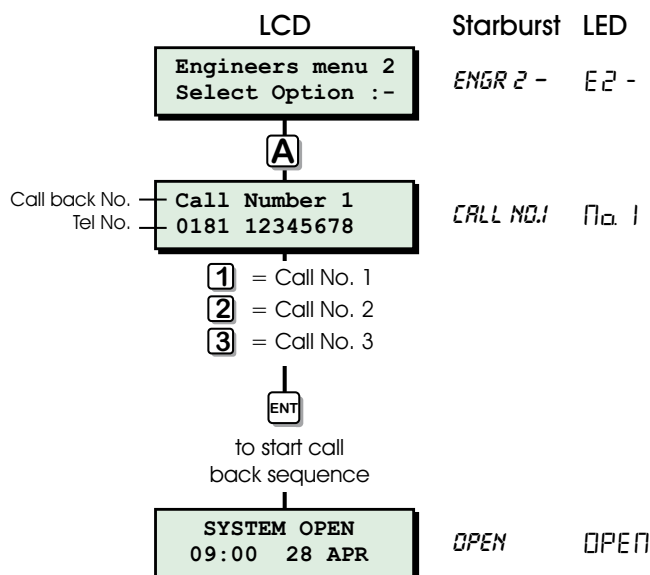 LCD Starburst LED
Engineers menu 2
Select Option :-
ENGR 2 - E2 -
A
Call back No.
Tel No.
Call Number 1
0181 12345678
CALL NO.1 No. 1
1 = Call No. 1
2 = Call No. 2
3 = Call No. 3
ENT
to start call
back sequence
SYSTEM OPEN
09:00 28 APR
OPEN OPEN